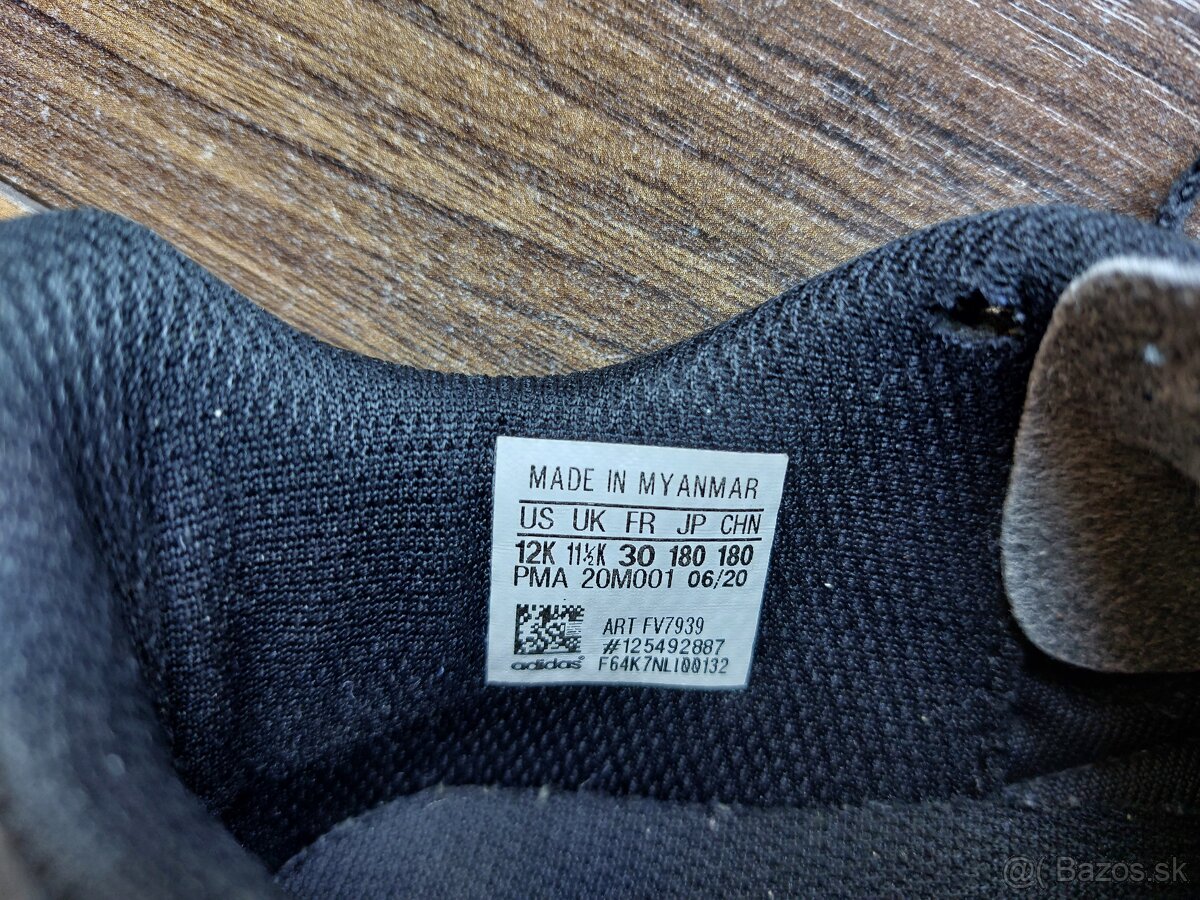 MADE IN MYANMAR
US UK FR JP CHN
12K 11½K 30 180 180
PMA 20M001 06/20
ART FV7939
#125492887
adidas® F64K7NLI00132
@( Bazos.sk